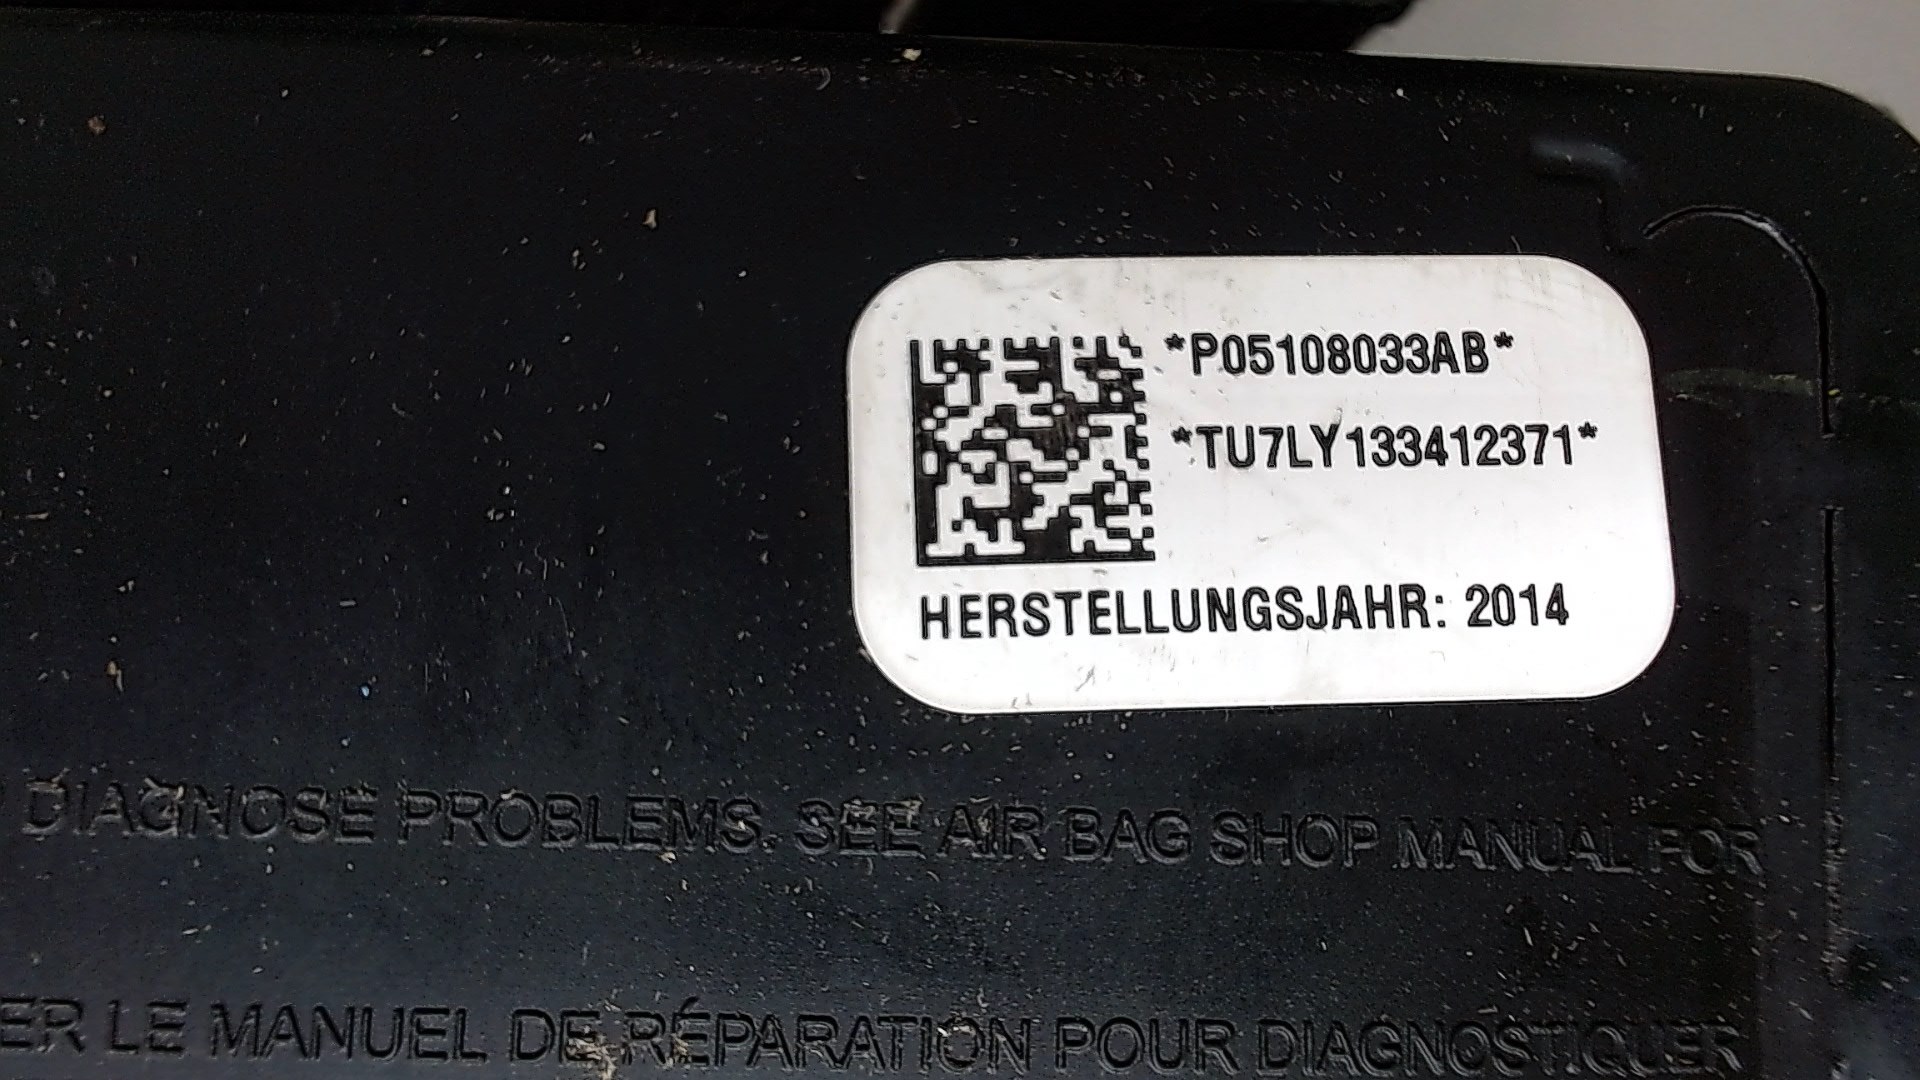 *P05108033AB*
*TU7LY133412371*
HERSTELLUNGSJAHR: 2014
DIAGNOSE PROBLEMS. SEE AIR BAG SHOP MANUAL FOR
ER LE MANUEL DE RÉPARATION POUR DIAGNOSTIQUER